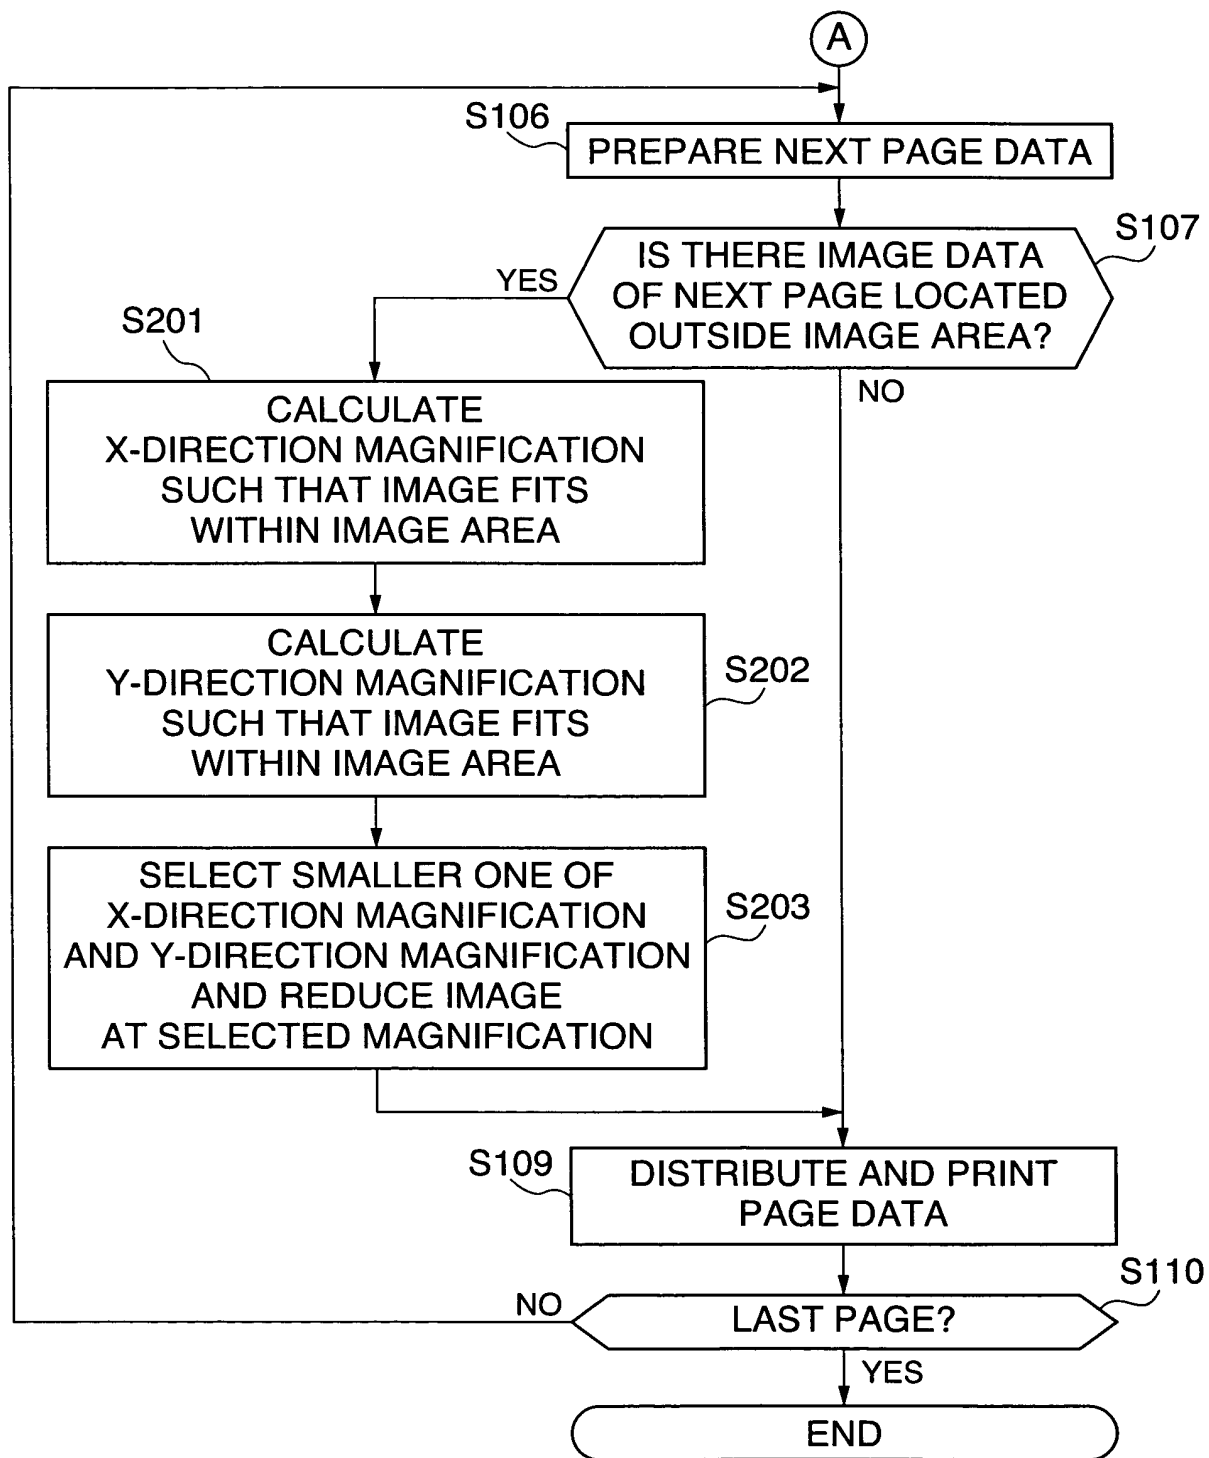 A
S106
PREPARE NEXT PAGE DATA
S107
IS THERE IMAGE DATA
OF NEXT PAGE LOCATED
OUTSIDE IMAGE AREA?
YES
NO
S201
CALCULATE
X-DIRECTION MAGNIFICATION
SUCH THAT IMAGE FITS
WITHIN IMAGE AREA
CALCULATE
Y-DIRECTION MAGNIFICATION
SUCH THAT IMAGE FITS
WITHIN IMAGE AREA
S202
SELECT SMALLER ONE OF
X-DIRECTION MAGNIFICATION
AND Y-DIRECTION MAGNIFICATION
AND REDUCE IMAGE
AT SELECTED MAGNIFICATION
S203
S109
DISTRIBUTE AND PRINT
PAGE DATA
S110
NO
LAST PAGE?
YES
END